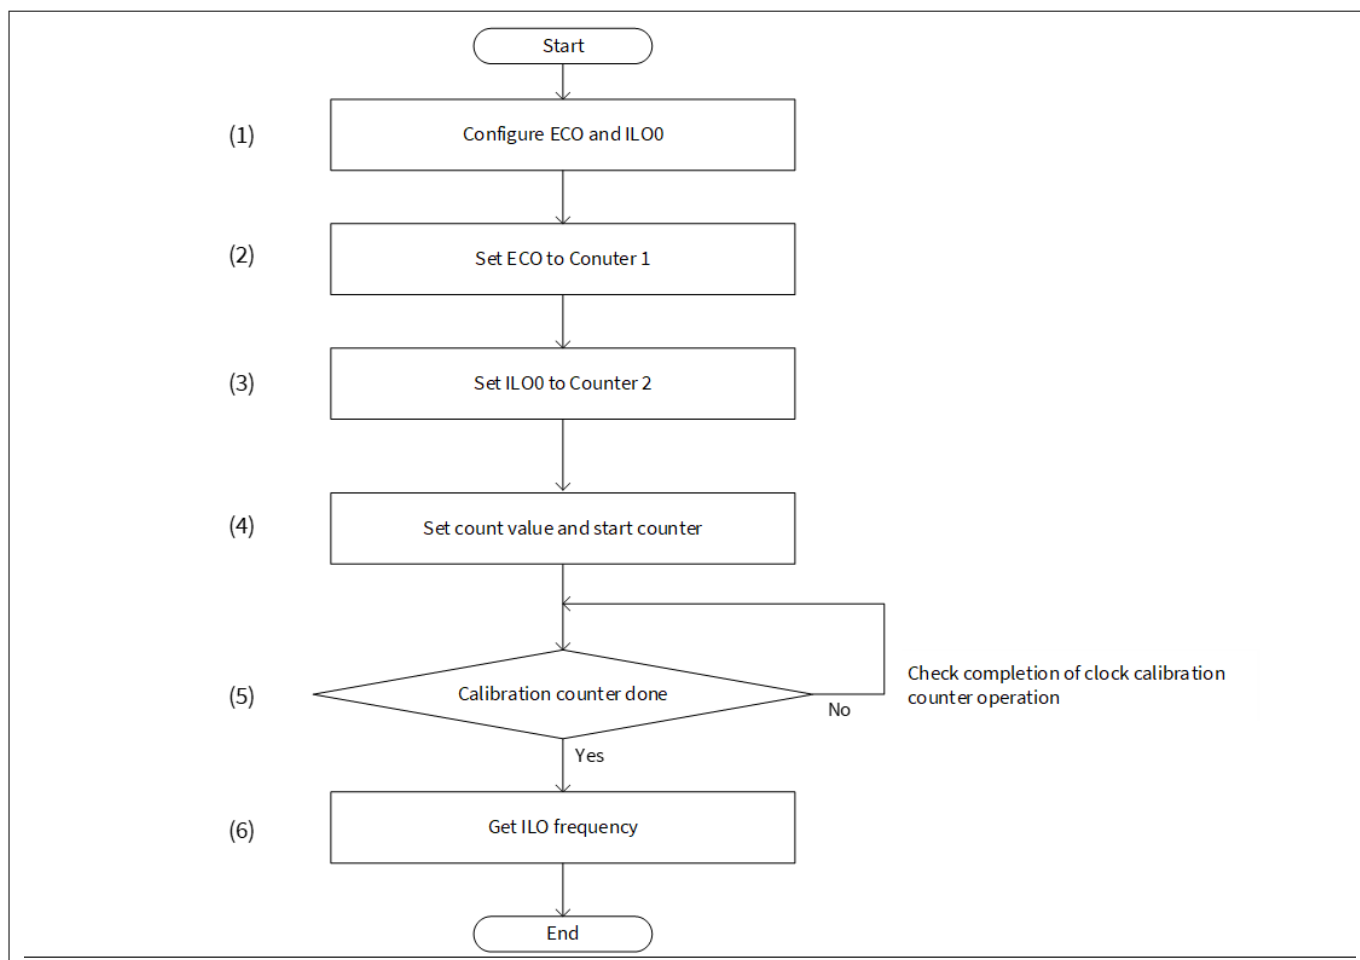 Start
(1)
Configure ECO and ILO0
(2)
Set ECO to Conuter 1
(3)
Set ILO0 to Counter 2
(4)
Set count value and start counter
(5)
Calibration counter done
No
Check completion of clock calibration
counter operation
Yes
(6)
Get ILO frequency
End